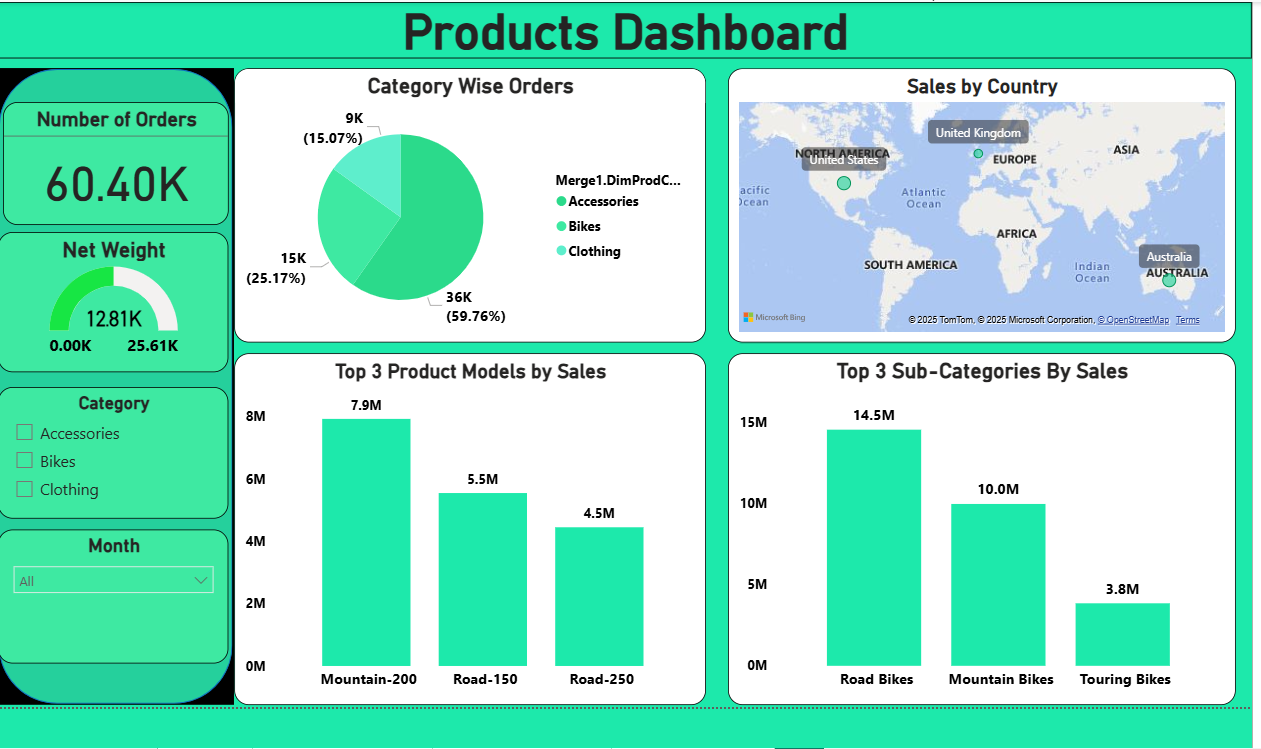 Products Dashboard
Number of Orders
60.40K
Net Weight
12.81K
0.00K
25.61K
Category
Accessories
Bikes
Clothing
Month
All
Category Wise Orders
9K
(15.07%)
15K
(25.17%)
36K
(59.76%)
Merge1.DimProdC...
Accessories
Bikes
Clothing
Sales by Country
United Kingdom
NORTH AMERICA
United States
EUROPE
ASIA
acific
Ocean
Atlantic
Ocean
AFRICA
SOUTH AMERICA
Indian
Ocean
Australia
AUSTRALIA
Microsoft Bing
© 2025 TomTom, © 2025 Microsoft Corporation, © OpenStreetMap Terms
Top 3 Product Models by Sales
8M
6M
4M
2M
0M
7.9M
5.5M
4.5M
Mountain-200
Road-150
Road-250
Top 3 Sub-Categories By Sales
15M
10M
5M
0M
14.5M
10.0M
3.8M
Road Bikes
Mountain Bikes
Touring Bikes